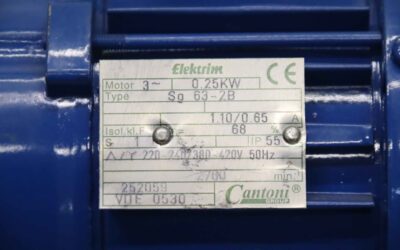 Elektrim CE
Motor 3~ 0,25KW
Type Sg 63-2B
1.10/0.65 A
Isol.kl.F 68 %
S 1 IP 55
220-240/380-420V 50Hz
2700 min
252059
VDE 0530 Cantoni®
GROUP